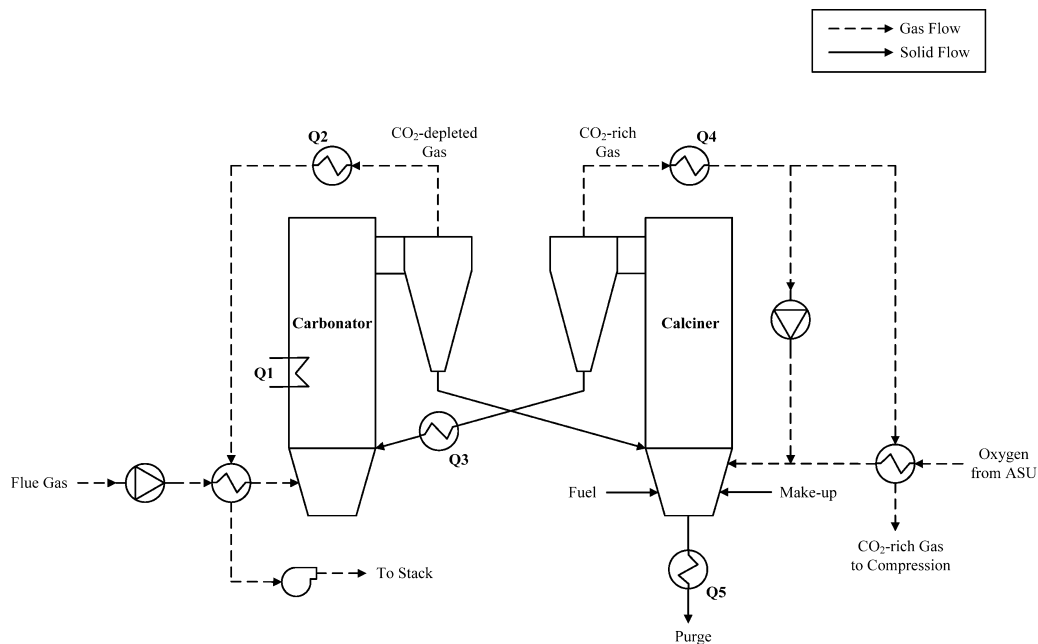 Gas Flow
Solid Flow
Q2
CO₂-depleted
Gas
CO₂-rich
Gas
Q4
Carbonator
Calciner
Q1
Q3
Flue Gas
Oxygen
from ASU
Fuel
Make-up
CO₂-rich Gas
to Compression
To Stack
Q5
Purge